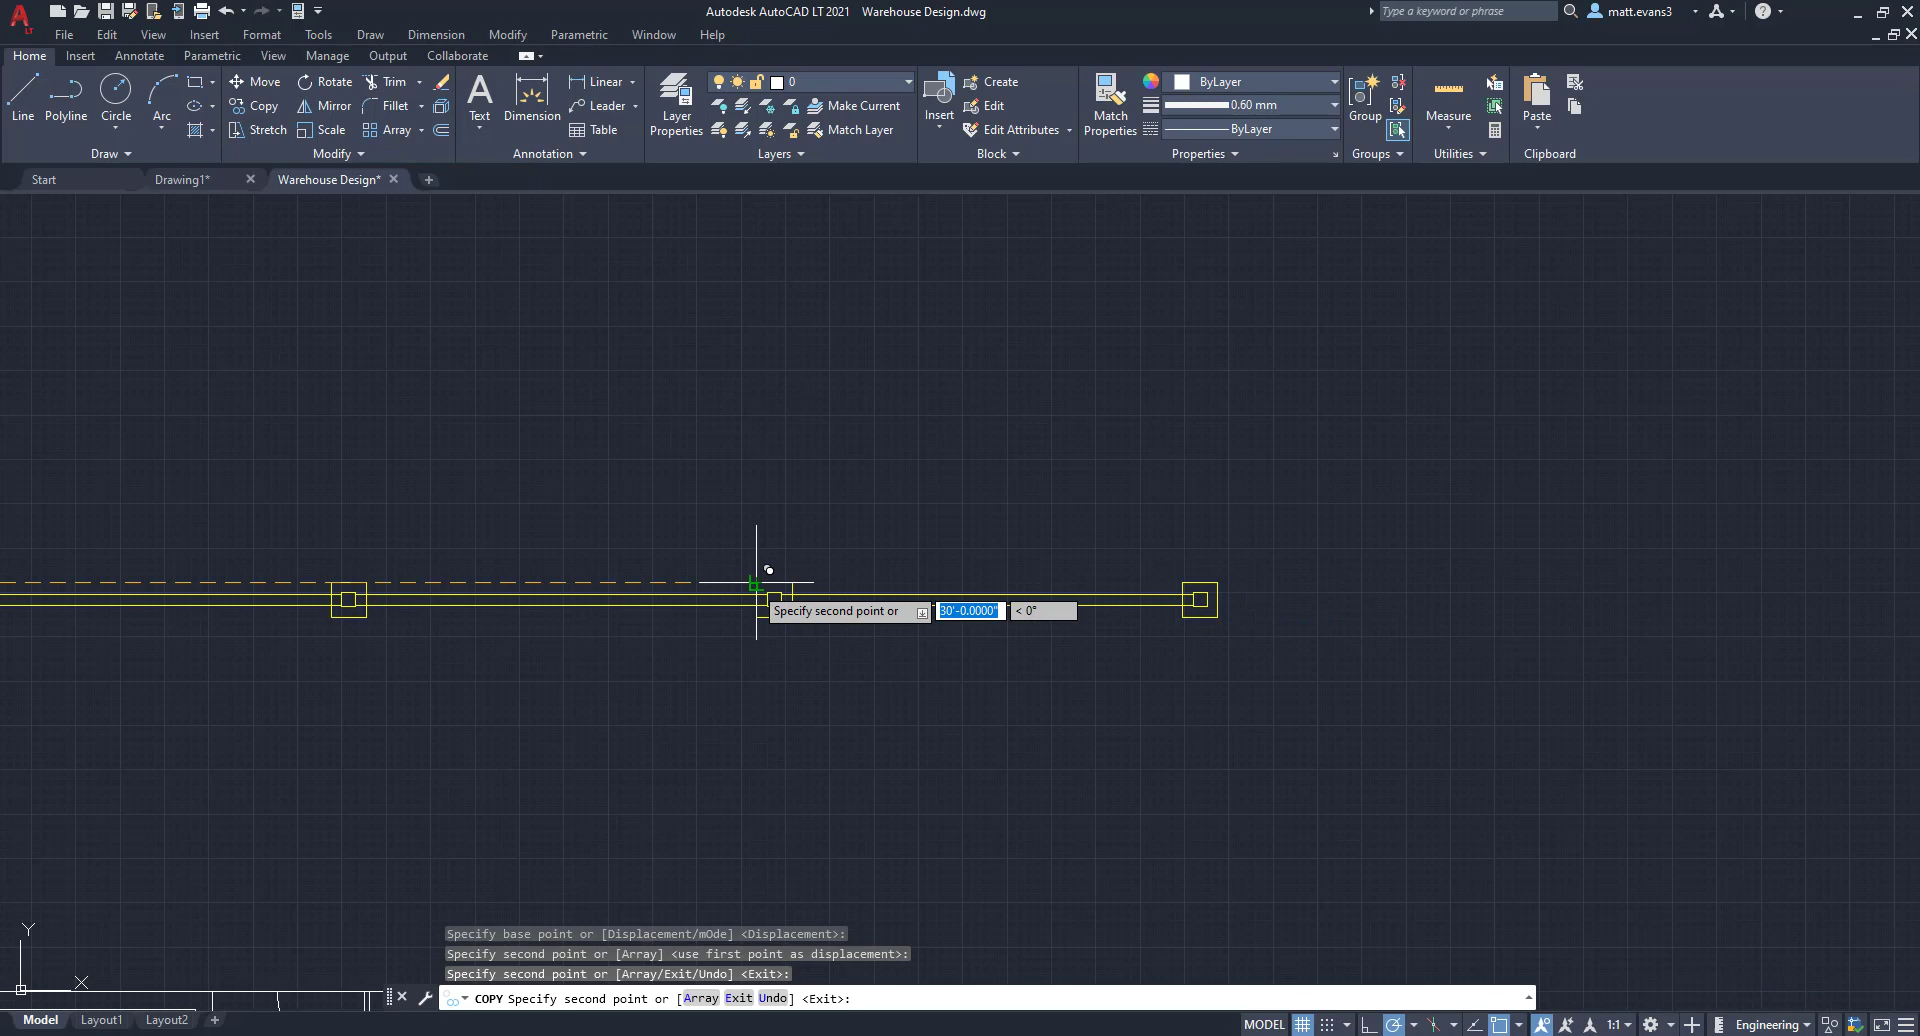 Autodesk AutoCAD LT 2021 Warehouse Design.dwg
Type a keyword or phrase
matt.evans3
LT
File Edit View Insert Format Tools Draw Dimension Modify Parametric Window Help
Home Insert Annotate Parametric View Manage Output Collaborate
Line Polyline Circle Arc
Move Rotate Trim
Copy Mirror Fillet
Stretch Scale Array
Text Dimension
Linear
Leader
Table
Layer Properties
0
Make Current
Match Layer
Insert
Create
Edit
Edit Attributes
Match Properties
ByLayer
0.60 mm
ByLayer
Group
Measure
Paste
Draw Modify Annotation Layers Block Properties Groups Utilities Clipboard
Start Drawing1* Warehouse Design*
Specify second point or 30'-0.0000" < 0°
Y
X
Specify base point or [Displacement/mOde] <Displacement>:
Specify second point or [Array] <use first point as displacement>:
Specify second point or [Array/Exit/Undo] <Exit>:
COPY Specify second point or [Array Exit Undo] <Exit>:
Model Layout1 Layout2
MODEL 1:1 Engineering